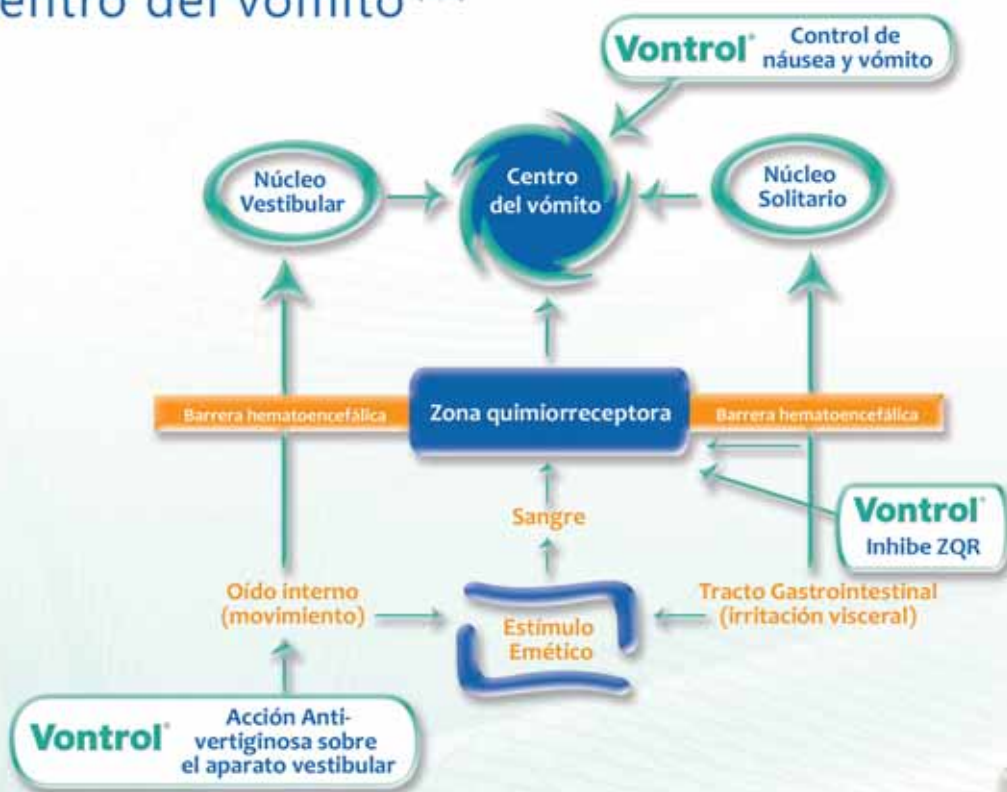 entro del vómito
Vontrol® Control de
náusea y vómito
Núcleo
Vestibular
Centro
del vómito
Núcleo
Solitario
Barrera hematoencefálica
Zona quimiorreceptora
Barrera hematoencefálica
Sangre
Vontrol®
Inhibe ZQR
Oído interno
(movimiento)
Estímulo
Emético
Tracto Gastrointestinal
(irritación visceral)
Vontrol®
Acción Anti-
vertiginosa sobre
el aparato vestibular